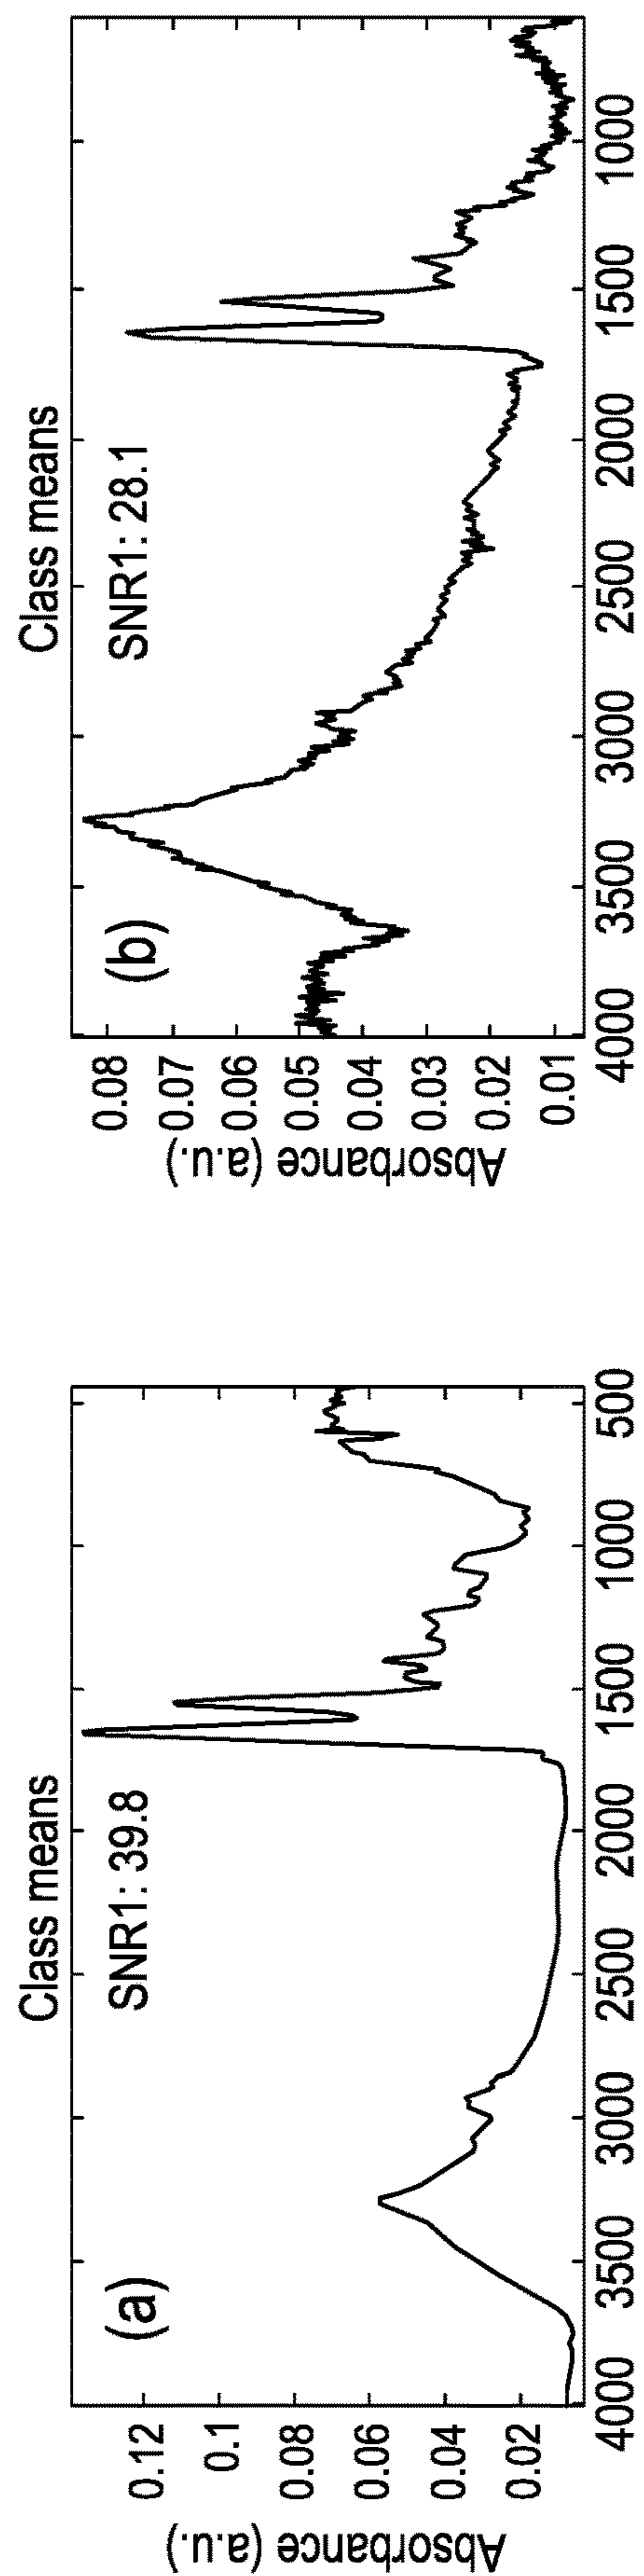 Class means
(a)
SNR1: 39.8
Absorbance (a.u.)
0.12
0.1
0.08
0.06
0.04
0.02
4000 3500 3000 2500 2000 1500 1000 500
Class means
(b)
SNR1: 28.1
Absorbance (a.u.)
0.08
0.07
0.06
0.05
0.04
0.03
0.02
0.01
4000 3500 3000 2500 2000 1500 1000